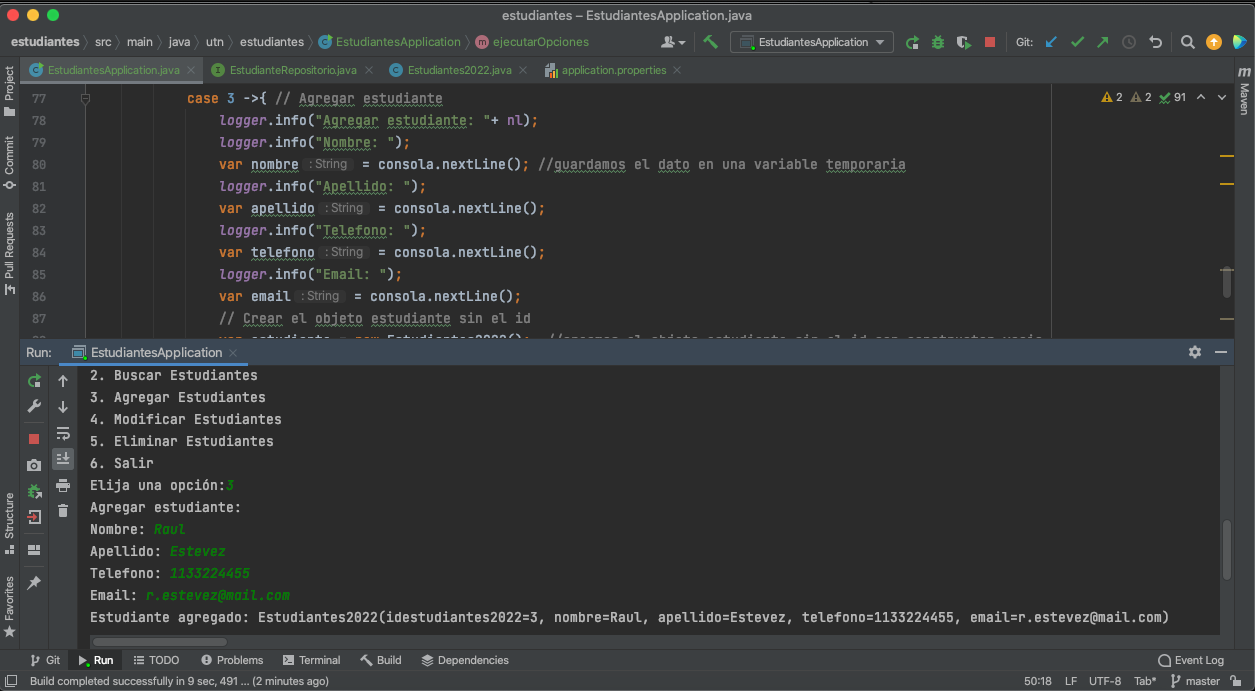 estudiantes – EstudiantesApplication.java
estudiantes src main java utn estudiantes EstudiantesApplication ejecutarOpciones EstudiantesApplication Git:
EstudiantesApplication.java EstudianteRepositorio.java Estudiantes2022.java application.properties
Project
Commit
Pull Requests
Structure
Favorites
Maven
2 2 91
77 case 3 ->{ // Agregar estudiante
78 logger.info("Agregar estudiante: "+ nl);
79 logger.info("Nombre: ");
80 var nombre : String = consola.nextLine(); //guardamos el dato en una variable temporaria
81 logger.info("Apellido: ");
82 var apellido : String = consola.nextLine();
83 logger.info("Telefono: ");
84 var telefono : String = consola.nextLine();
85 logger.info("Email: ");
86 var email : String = consola.nextLine();
87 // Crear el objeto estudiante sin el id
Run: EstudiantesApplication
2. Buscar Estudiantes
3. Agregar Estudiantes
4. Modificar Estudiantes
5. Eliminar Estudiantes
6. Salir
Elija una opción:3
Agregar estudiante:
Nombre: Raul
Apellido: Estevez
Telefono: 1133224455
Email: r.estevez@mail.com
Estudiante agregado: Estudiantes2022(idestudiantes2022=3, nombre=Raul, apellido=Estevez, telefono=1133224455, email=r.estevez@mail.com)
Git Run TODO Problems Terminal Build Dependencies Event Log
Build completed successfully in 9 sec, 491 ... (2 minutes ago) 50:18 LF UTF-8 Tab* master